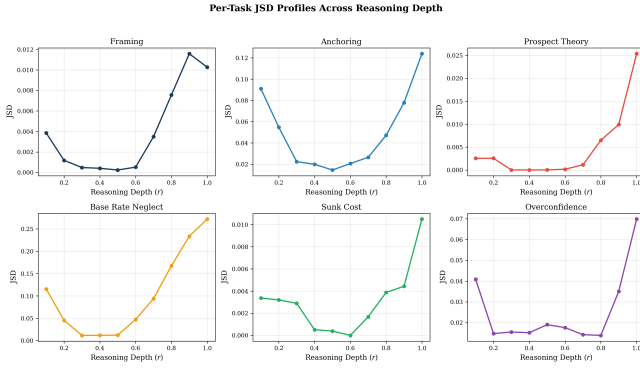 Per-Task JSD Profiles Across Reasoning Depth
Framing
Anchoring
Prospect Theory
JSD
0.012
0.010
0.008
0.006
0.004
0.002
0.000
0.2 0.4 0.6 0.8 1.0
Reasoning Depth (r)
JSD
0.12
0.10
0.08
0.06
0.04
0.02
0.2 0.4 0.6 0.8 1.0
Reasoning Depth (r)
JSD
0.025
0.020
0.015
0.010
0.005
0.000
0.2 0.4 0.6 0.8 1.0
Reasoning Depth (r)
Base Rate Neglect
Sunk Cost
Overconfidence
JSD
0.25
0.20
0.15
0.10
0.05
0.00
0.2 0.4 0.6 0.8 1.0
Reasoning Depth (r)
JSD
0.010
0.008
0.006
0.004
0.002
0.000
0.2 0.4 0.6 0.8 1.0
Reasoning Depth (r)
JSD
0.07
0.06
0.05
0.04
0.03
0.02
0.2 0.4 0.6 0.8 1.0
Reasoning Depth (r)